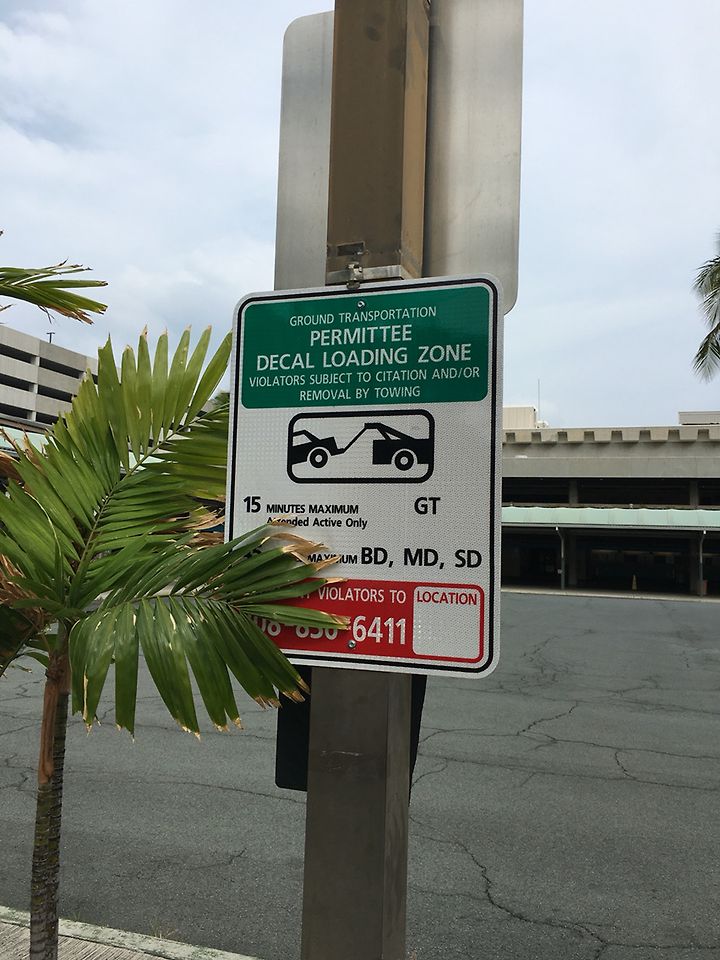 GROUND TRANSPORTATION
PERMITTEE
DECAL LOADING ZONE
VIOLATORS SUBJECT TO CITATION AND/OR
REMOVAL BY TOWING
15 MINUTES MAXIMUM GT
Active Only
MAXIMUM BD, MD, SD
VIOLATORS TO LOCATION
6411